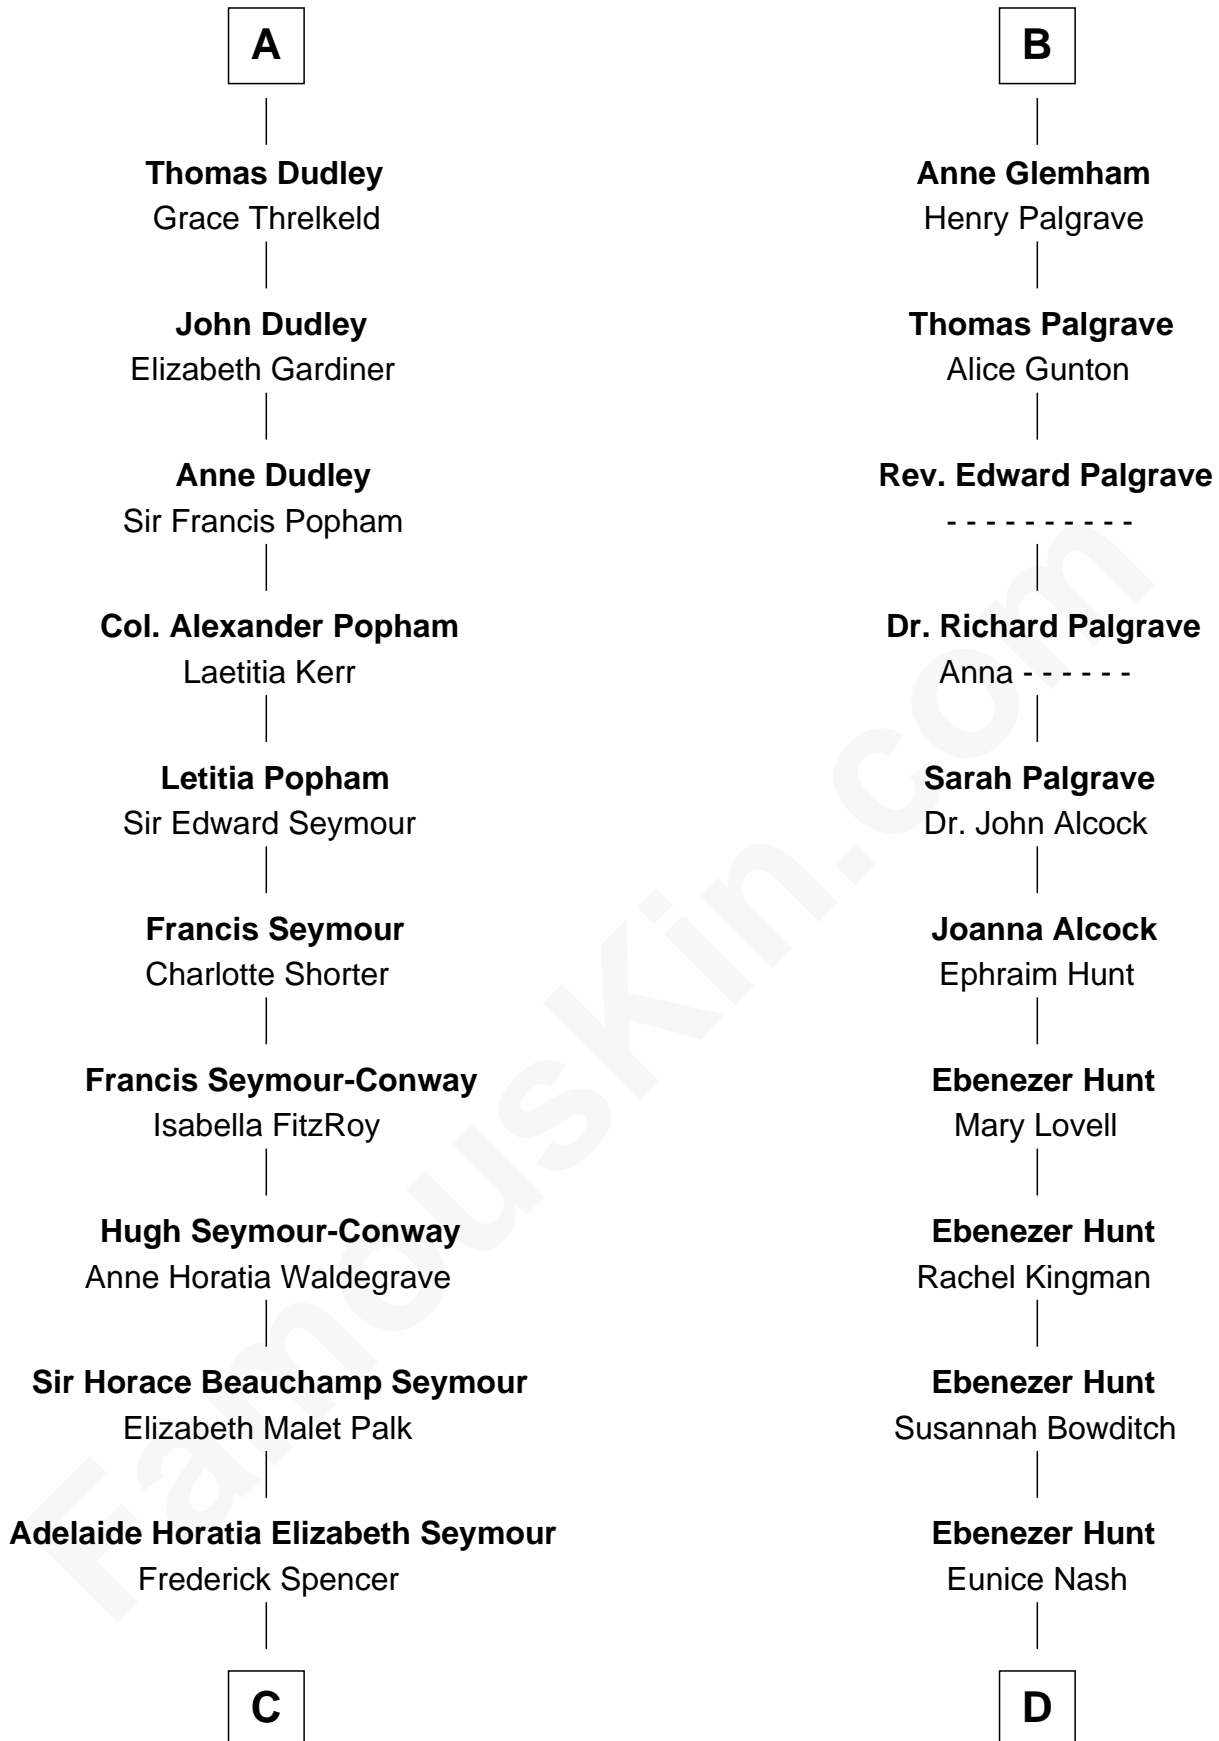 A
Thomas Dudley
Grace Threlkeld
John Dudley
Elizabeth Gardiner
Anne Dudley
Sir Francis Popham
Col. Alexander Popham
Laetitia Kerr
Letitia Popham
Sir Edward Seymour
Francis Seymour
Charlotte Shorter
Francis Seymour-Conway
Isabella FitzRoy
Hugh Seymour-Conway
Anne Horatia Waldegrave
Sir Horace Beauchamp Seymour
Elizabeth Malet Palk
Adelaide Horatia Elizabeth Seymour
Frederick Spencer
C
B
Anne Glemham
Henry Palgrave
Thomas Palgrave
Alice Gunton
Rev. Edward Palgrave
- - - - - - - - - -
Dr. Richard Palgrave
Anna - - - - - -
Sarah Palgrave
Dr. John Alcock
Joanna Alcock
Ephraim Hunt
Ebenezer Hunt
Mary Lovell
Ebenezer Hunt
Rachel Kingman
Ebenezer Hunt
Susannah Bowditch
Ebenezer Hunt
Eunice Nash
D
FamousKin.com